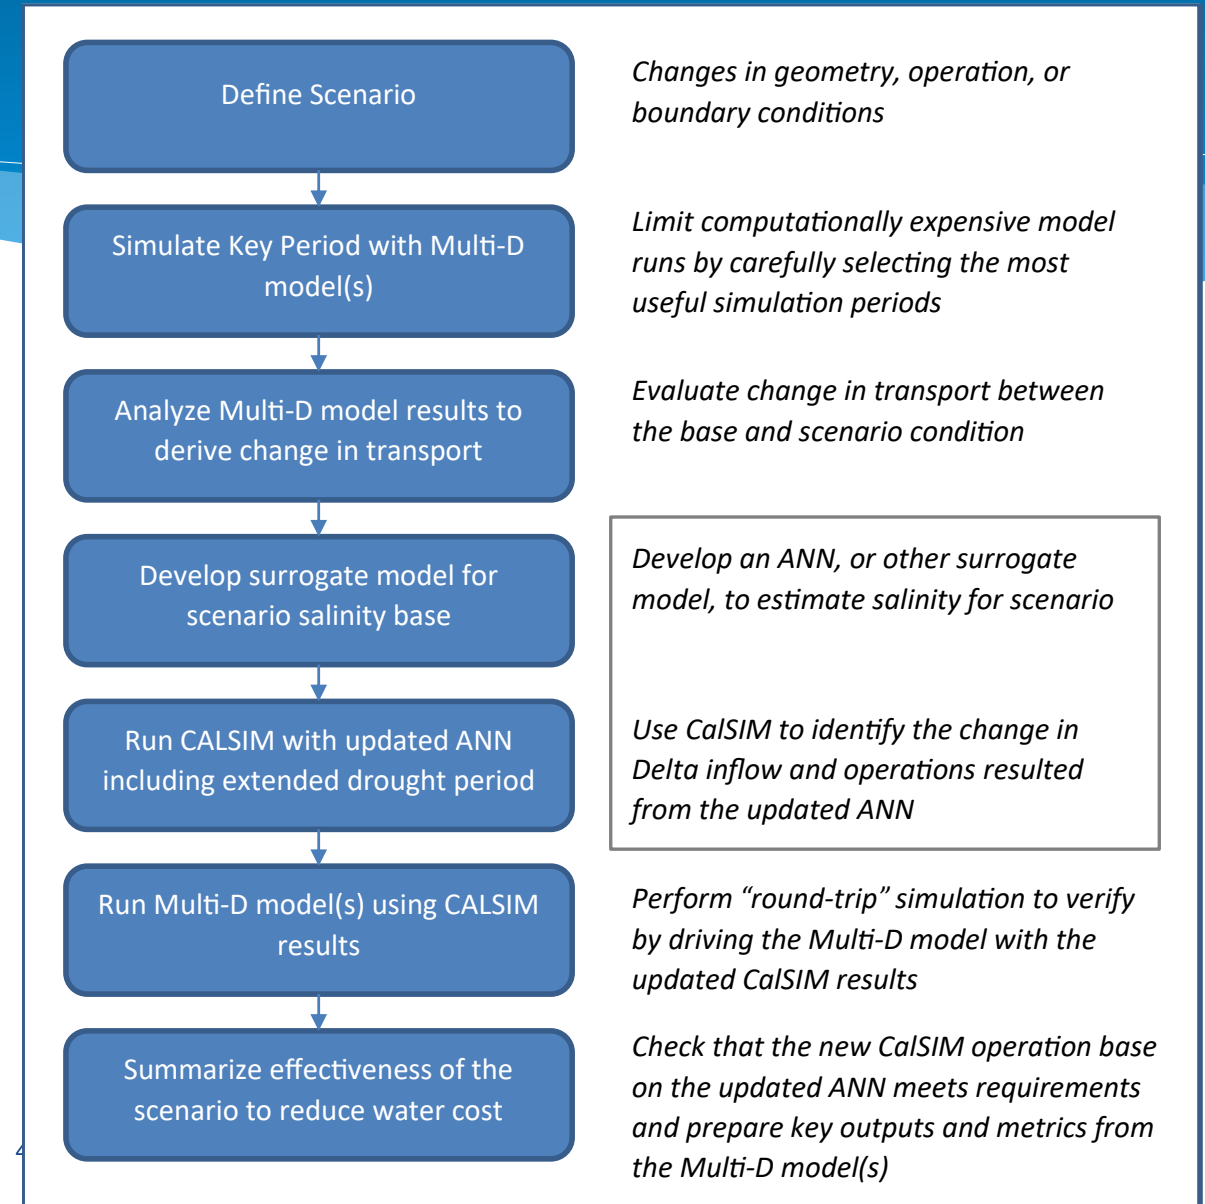 Define Scenario
Changes in geometry, operation, or
boundary conditions
Simulate Key Period with Multi-D
model(s)
Limit computationally expensive model
runs by carefully selecting the most
useful simulation periods
Analyze Multi-D model results to
derive change in transport
Evaluate change in transport between
the base and scenario condition
Develop surrogate model for
scenario salinity base
Develop an ANN, or other surrogate
model, to estimate salinity for scenario
Run CALSIM with updated ANN
including extended drought period
Use CalSIM to identify the change in
Delta inflow and operations resulted
from the updated ANN
Run Multi-D model(s) using CALSIM
results
Perform “round-trip” simulation to verify
by driving the Multi-D model with the
updated CalSIM results
Summarize effectiveness of the
scenario to reduce water cost
Check that the new CalSIM operation base
on the updated ANN meets requirements
and prepare key outputs and metrics from
the Multi-D model(s)